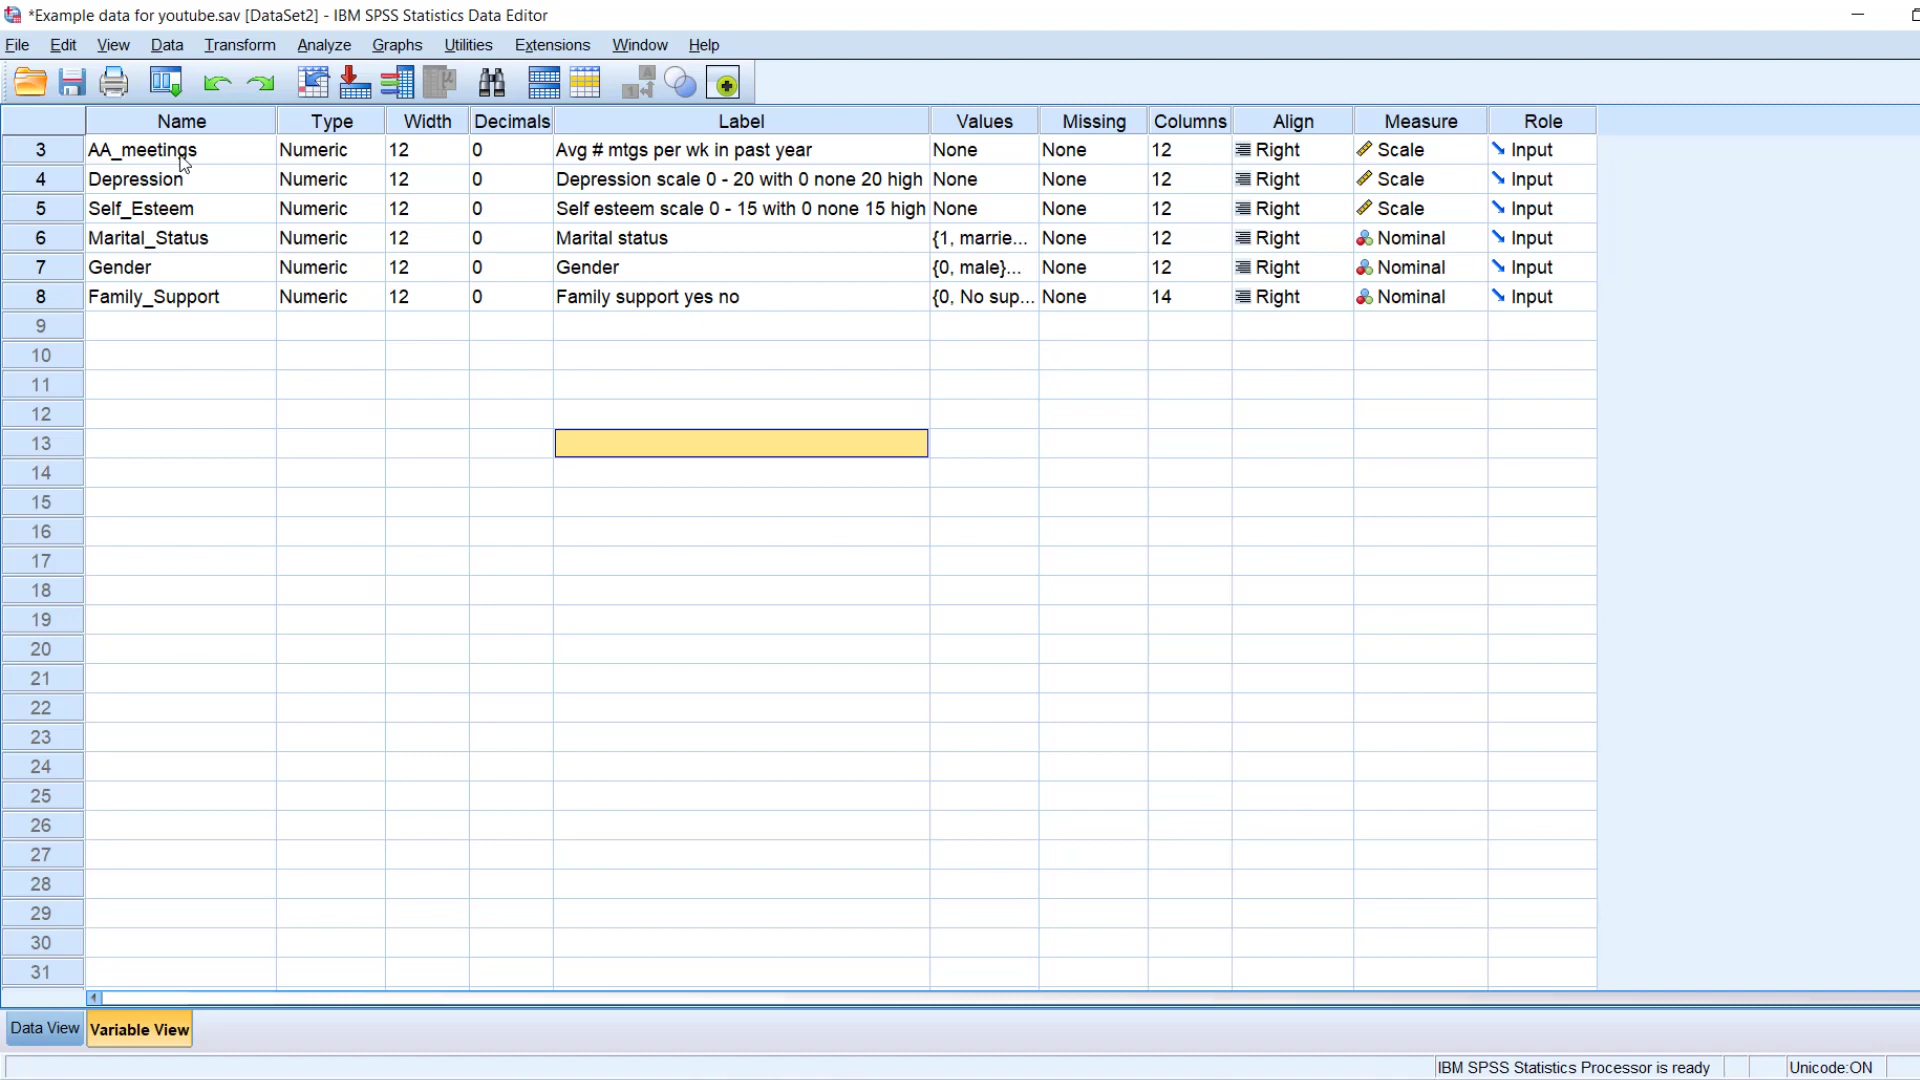 *Example data for youtube.sav [DataSet2] - IBM SPSS Statistics Data Editor
File Edit View Data Transform Analyze Graphs Utilities Extensions Window Help
Name Type Width Decimals Label Values Missing Columns Align Measure Role
3 AA_meetings Numeric 12 0 Avg # mtgs per wk in past year None None 12 Right Scale Input
4 Depression Numeric 12 0 Depression scale 0 - 20 with 0 none 20 high None None 12 Right Scale Input
5 Self_Esteem Numeric 12 0 Self esteem scale 0 - 15 with 0 none 15 high None None 12 Right Scale Input
6 Marital_Status Numeric 12 0 Marital status {1, marrie... None 12 Right Nominal Input
7 Gender Numeric 12 0 Gender {0, male}... None 12 Right Nominal Input
8 Family_Support Numeric 12 0 Family support yes no {0, No sup... None 14 Right Nominal Input
9
10
11
12
13
14
15
16
17
18
19
20
21
22
23
24
25
26
27
28
29
30
31
Data View Variable View
IBM SPSS Statistics Processor is ready Unicode:ON